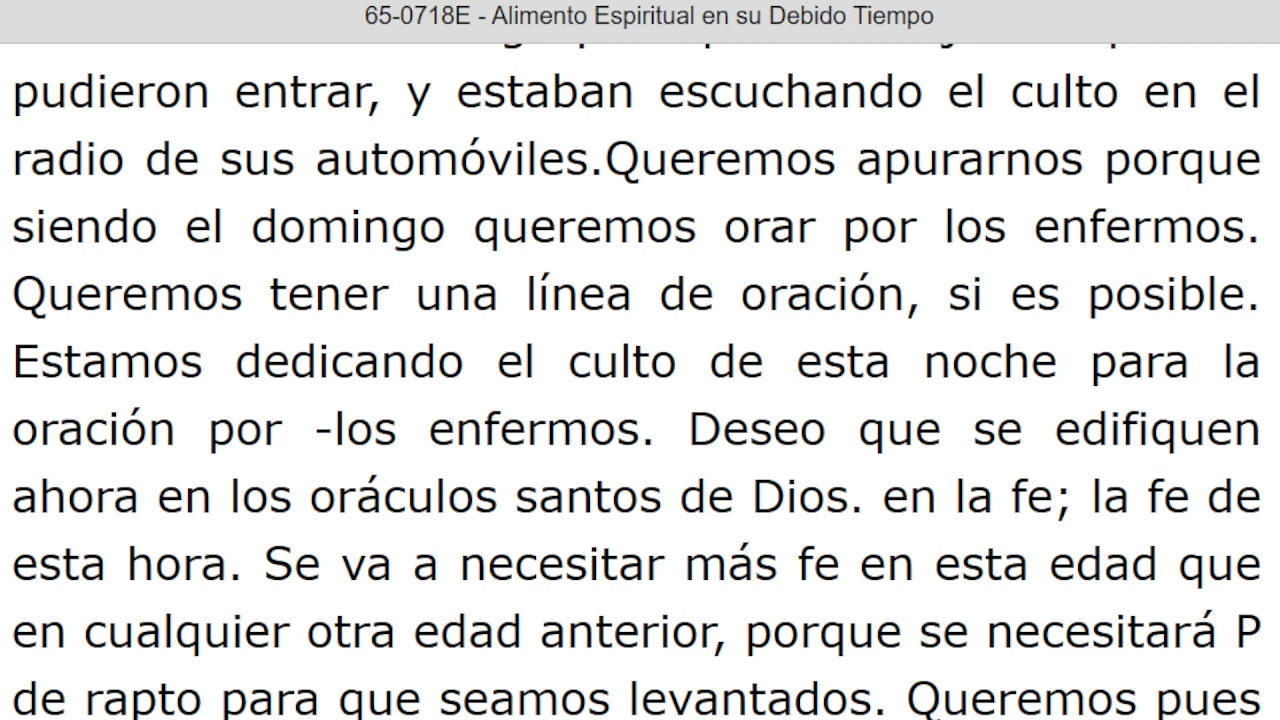 65-0718E - Alimento Espiritual en su Debido Tiempo
pudieron entrar, y estaban escuchando el culto en el
radio de sus automóviles.Queremos apurarnos porque
siendo el domingo queremos orar por los enfermos.
Queremos tener una línea de oración, si es posible.
Estamos dedicando el culto de esta noche para la
oración por -los enfermos. Deseo que se edifiquen
ahora en los oráculos santos de Dios. en la fe; la fe de
esta hora. Se va a necesitar más fe en esta edad que
en cualquier otra edad anterior, porque se necesitará P
de rapto para que seamos levantados. Queremos pues